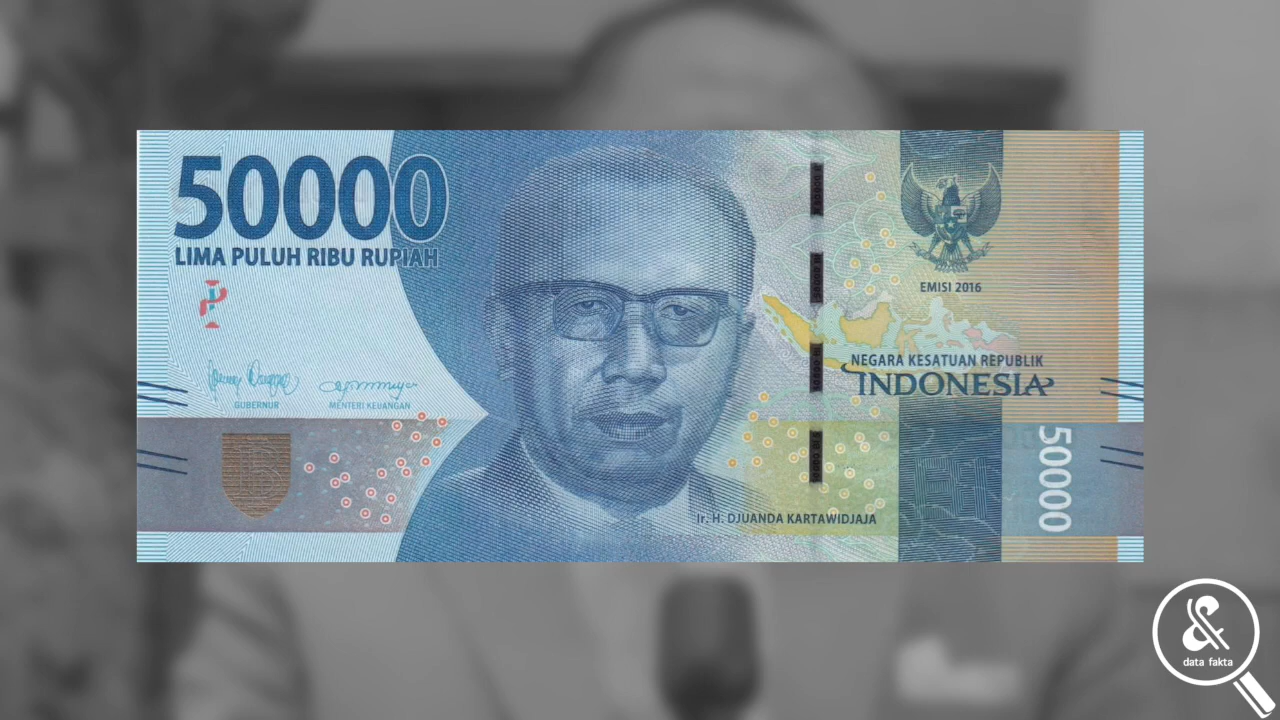 50000
LIMA PULUH RIBU RUPIAH
GUBERNUR
MENTERI KEUANGAN
EMISI 2016
NEGARA KESATUAN REPUBLIK
INDONESIA
50000
Ir. H. DJUANDA KARTAWIDJAJA
&
data fakta